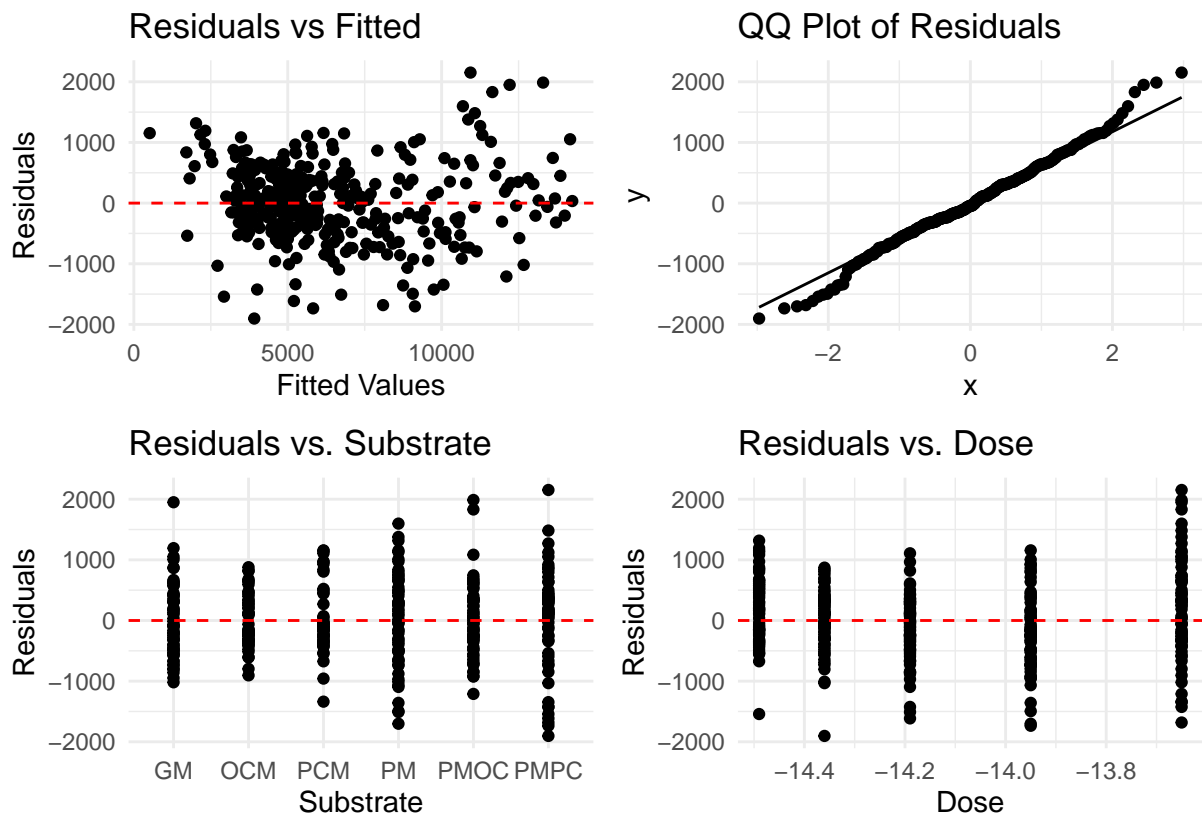 Residuals vs Fitted
2000
1000
0
−1000
−2000
Residuals
0
5000
10000
Fitted Values
QQ Plot of Residuals
2000
1000
0
−1000
−2000
y
−2
0
2
x
Residuals vs. Substrate
2000
1000
0
−1000
−2000
Residuals
GM OCM PCM PM PMOC PMPC
Substrate
Residuals vs. Dose
2000
1000
0
−1000
−2000
Residuals
−14.4 −14.2 −14.0 −13.8
Dose